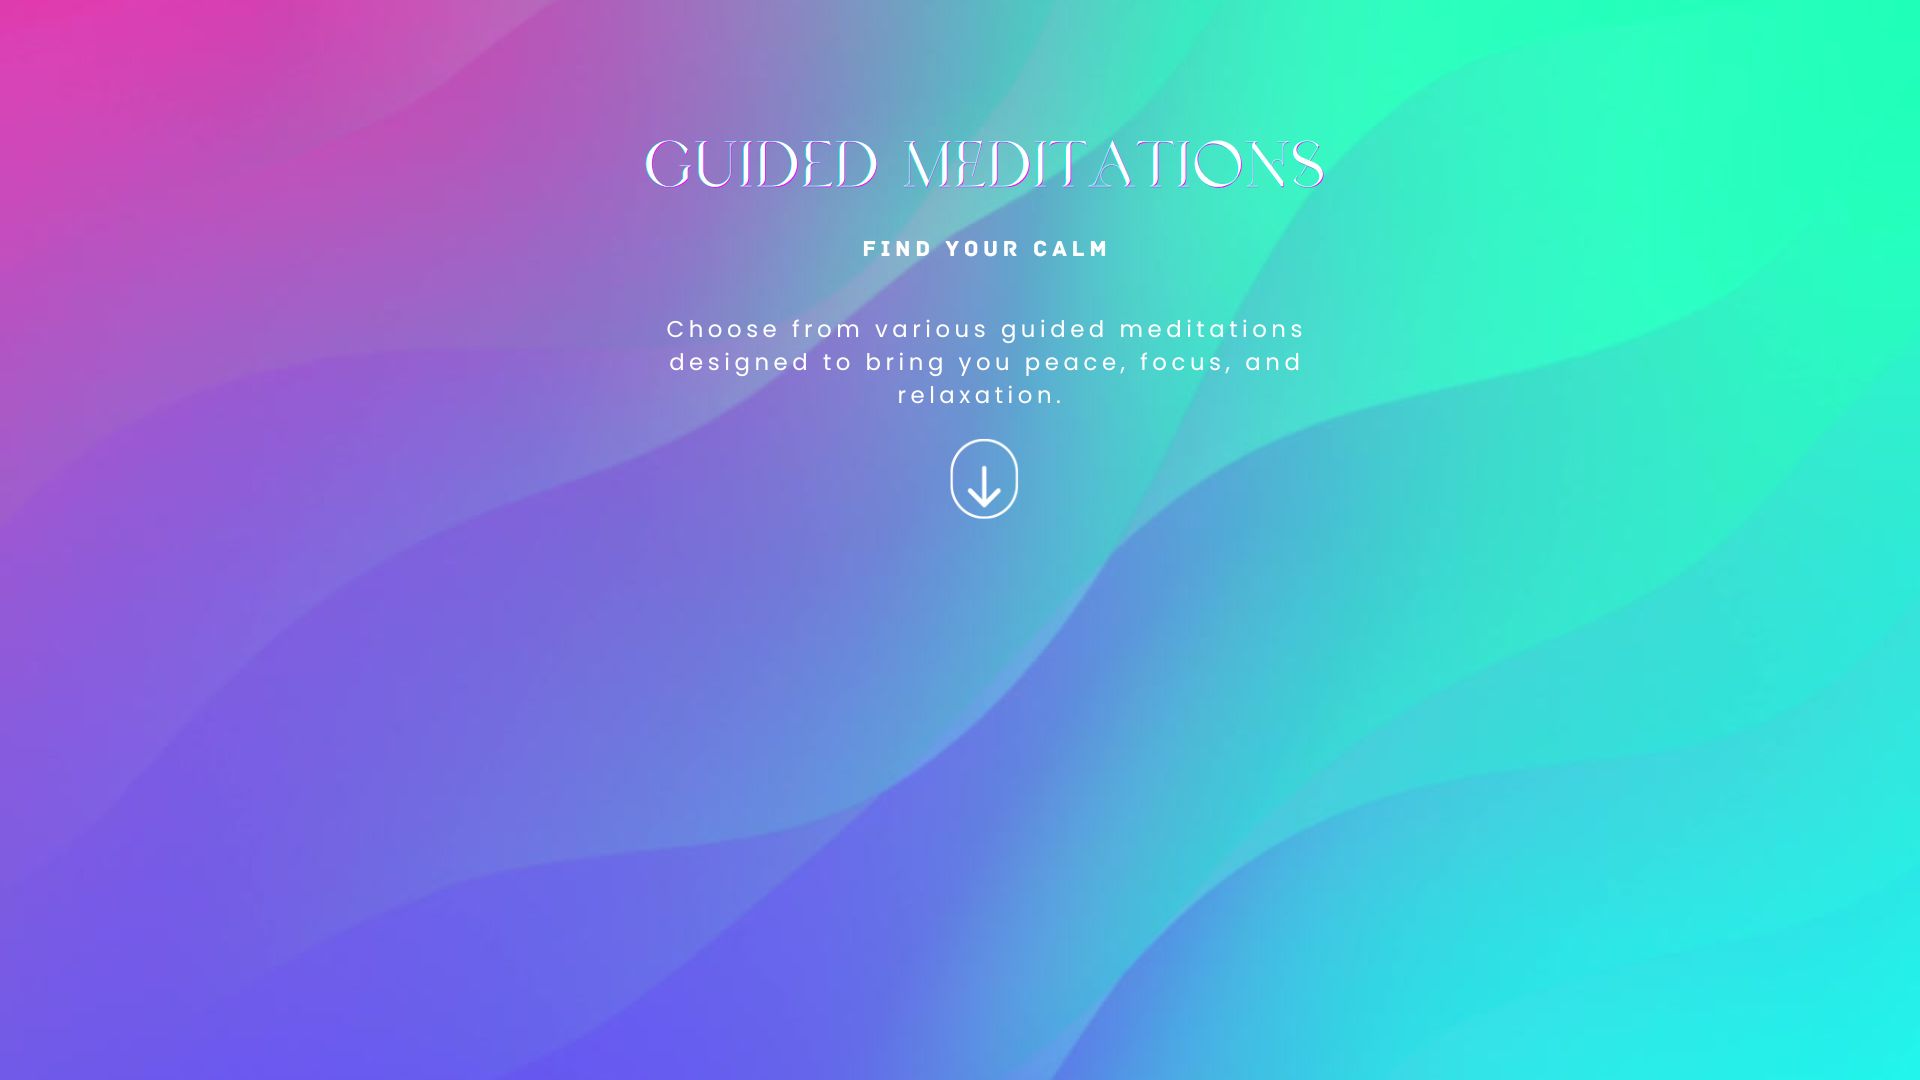 GUIDED MEDITATIONS
FIND YOUR CALM
Choose from various guided meditations
designed to bring you peace, focus, and
relaxation.